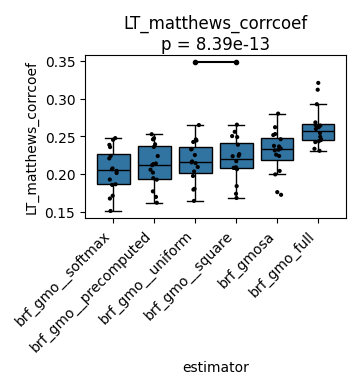 LT_matthews_corrcoef
p = 8.39e-13
LT_matthews_corrcoef
0.35
0.30
0.25
0.20
0.15
brf_gmo__softmax
brf_gmo__precomputed
brf_gmo__uniform
brf_gmo__square
brf_gmosa
brf_gmo_full
estimator